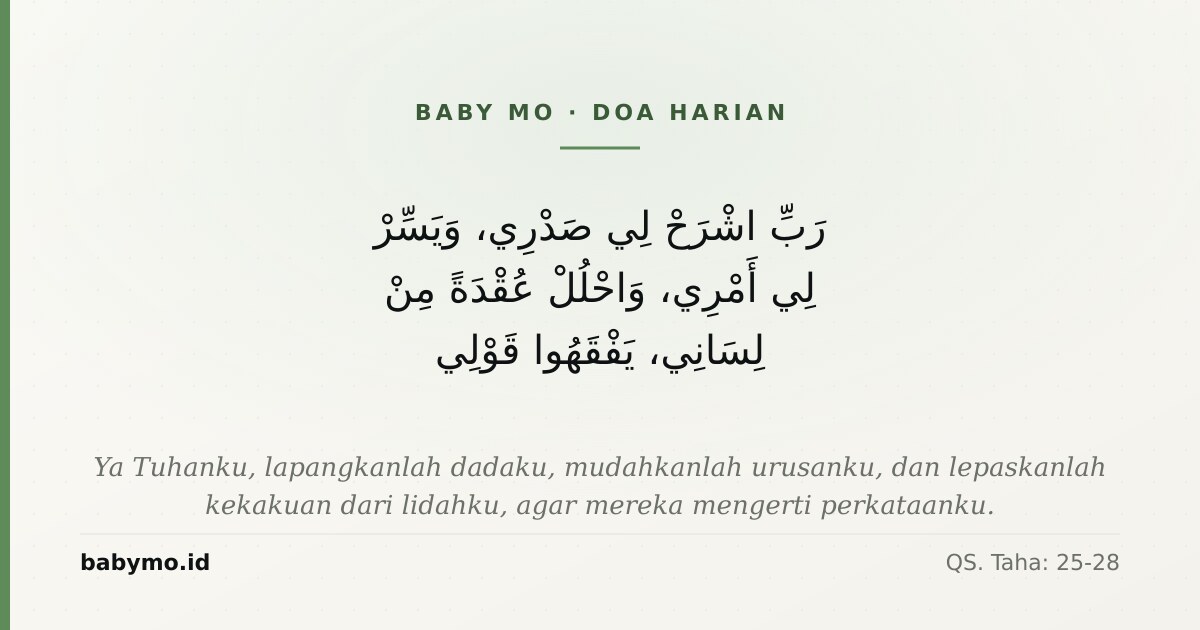 BABY MO · DOA HARIAN
رَبِّ اشْرَحْ لِي صَدْرِي، وَيَسِّرْ
لِي أَمْرِي، وَاحْلُلْ عُقْدَةً مِنْ
لِسَانِي، يَفْقَهُوا قَوْلِي
Ya Tuhanku, lapangkanlah dadaku, mudahkanlah urusanku, dan lepaskanlah
kekakuan dari lidahku, agar mereka mengerti perkataanku.
babymo.id
QS. Taha: 25-28